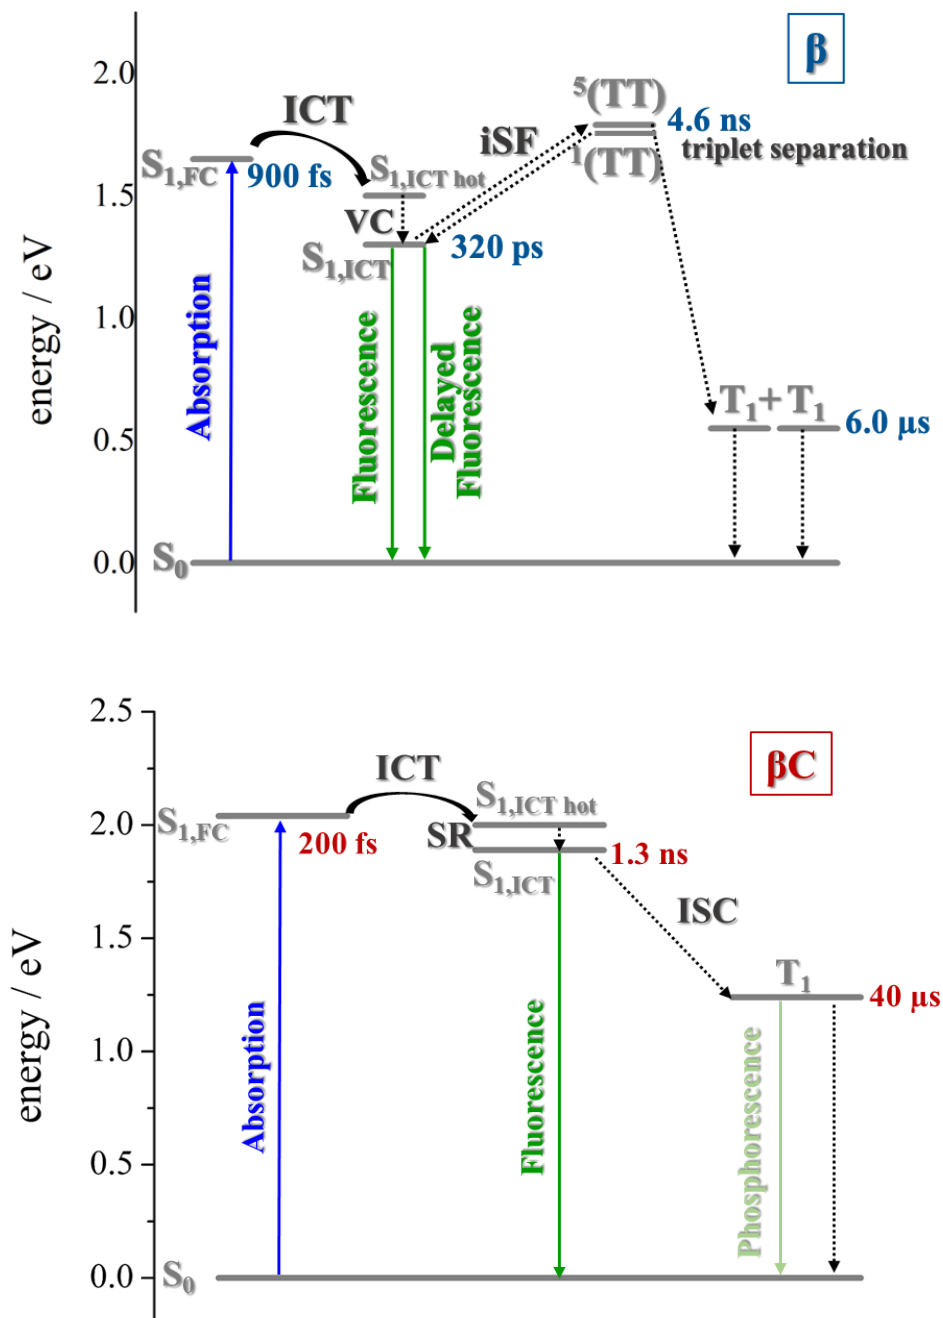 β
energy / eV
2.0
1.5
1.0
0.5
0.0
ICT
S1,FC
900 fs
S1,ICT hot
VC
S1,ICT
320 ps
iSF
5(TT)
1(TT)
4.6 ns
triplet separation
Absorption
Fluorescence
Delayed
Fluorescence
T1+ T1
6.0 μs
S0
βC
energy / eV
2.5
2.0
1.5
1.0
0.5
0.0
ICT
S1,FC
200 fs
S1,ICT hot
SR
S1,ICT
1.3 ns
ISC
T1
40 μs
Absorption
Fluorescence
Phosphorescence
S0